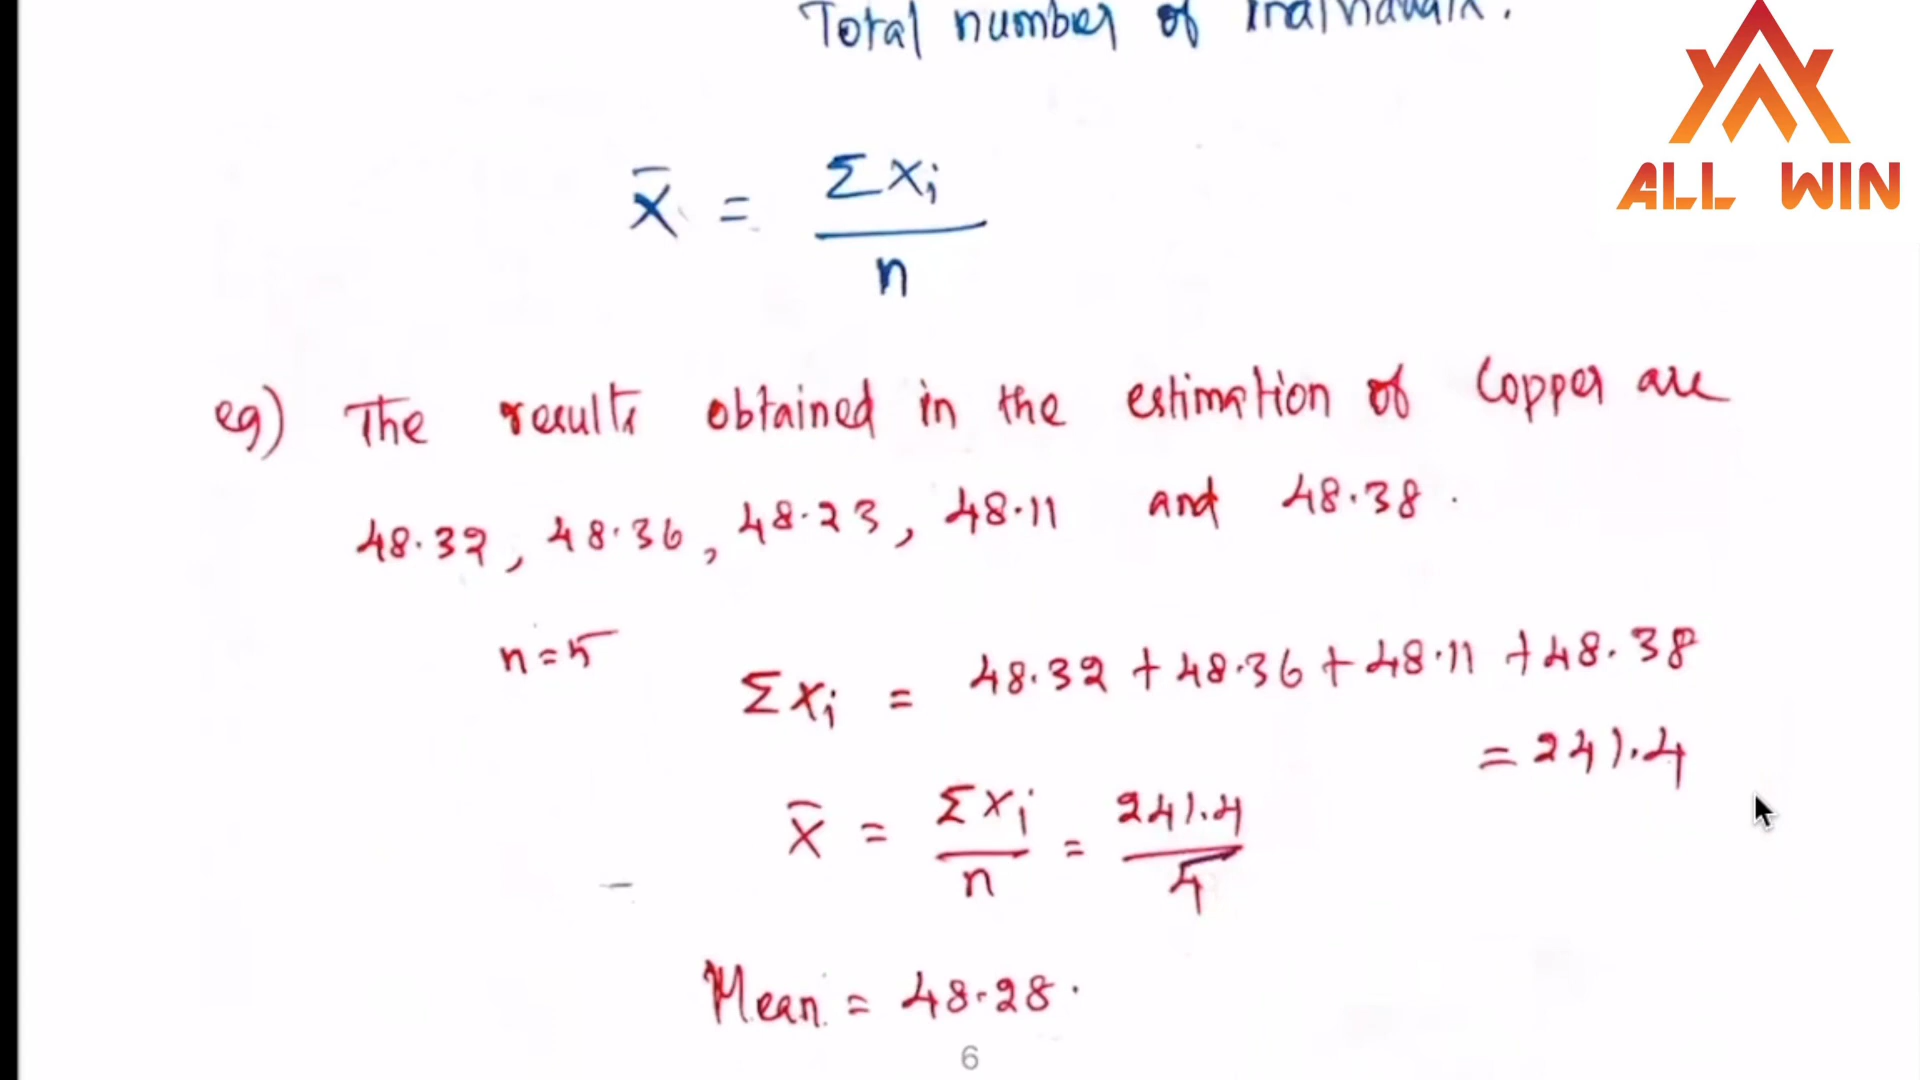 Total number of individuals.
ALL WIN
x̄ = Σxi / n
eg) The results obtained in the estimation of Copper are
48.32, 48.36, 48.23, 48.11 and 48.38.
n=5
Σxi = 48.32 + 48.36 + 48.11 + 48.38
= 241.4
x̄ = Σxi / n = 241.4 / 5
Mean = 48.28.
6